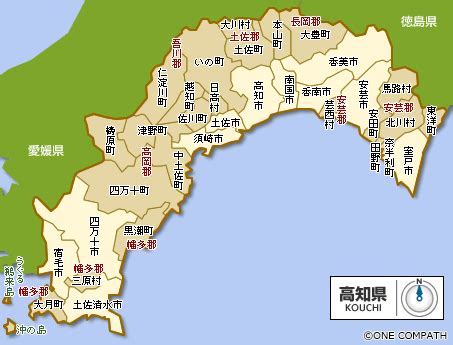 徳島県
大川村
土佐郡
土佐町
本山町
長岡郡
大豊町
吾川郡
いの町
仁淀川町
越知町
日高村
佐川町
土佐市
高知市
南国市
香美市
香南市
芸西村
安芸郡
安芸市
馬路村
安芸郡
北川村
安田町
田野町
奈半利町
室戸市
東洋町
愛媛県
檮原町
津野町
高岡郡
須崎市
中土佐町
四万十町
黒潮町
幡多郡
四万十市
宿毛市
幡多郡
三原村
うぐる
鵜来島
幡多郡
大月町
土佐清水市
沖の島
高知県
KOUCHI
©ONE COMPATH